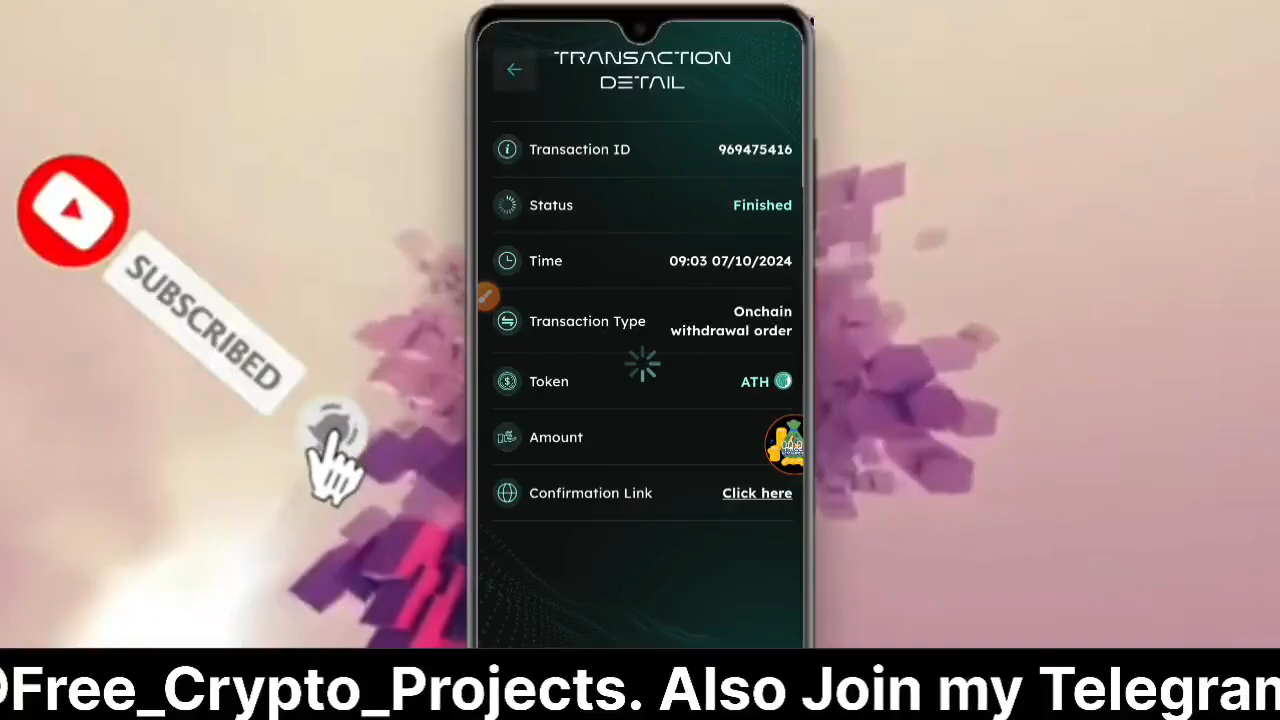 TRANSACTION
DETAIL
Transaction ID 969475416
Status Finished
Time 09:03 07/10/2024
Transaction Type Onchain
withdrawal order
Token ATH
Amount
Confirmation Link Click here
SUBSCRIBED
@Free_Crypto_Projects. Also Join my Telegram